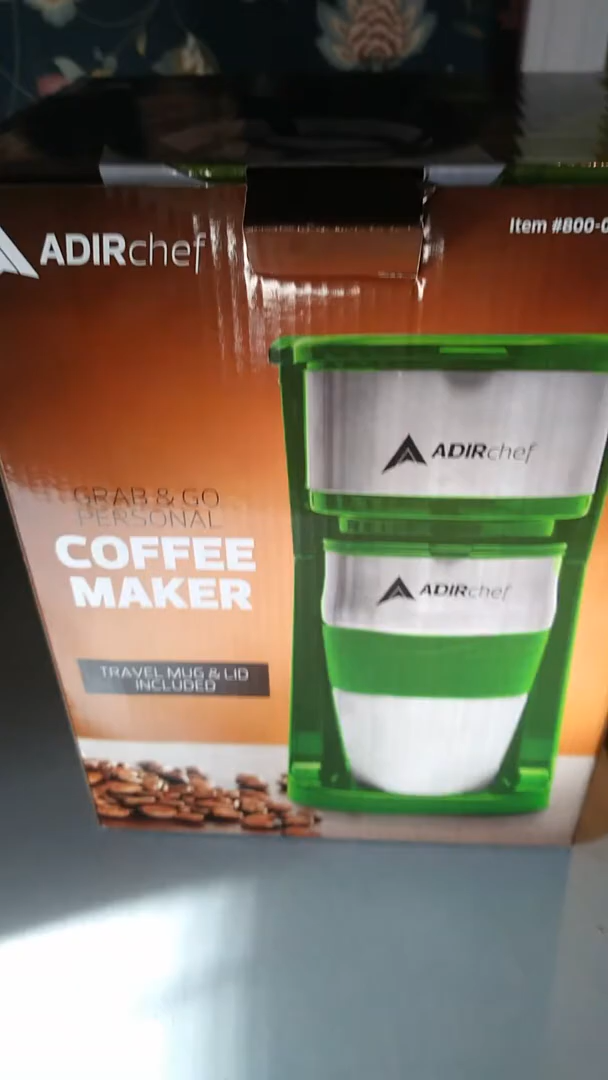 ADIRchef
Item #800-0
ADIRchef
GRAB & GO
PERSONAL
COFFEE
MAKER
ADIRchef
TRAVEL MUG & LID
INCLUDED